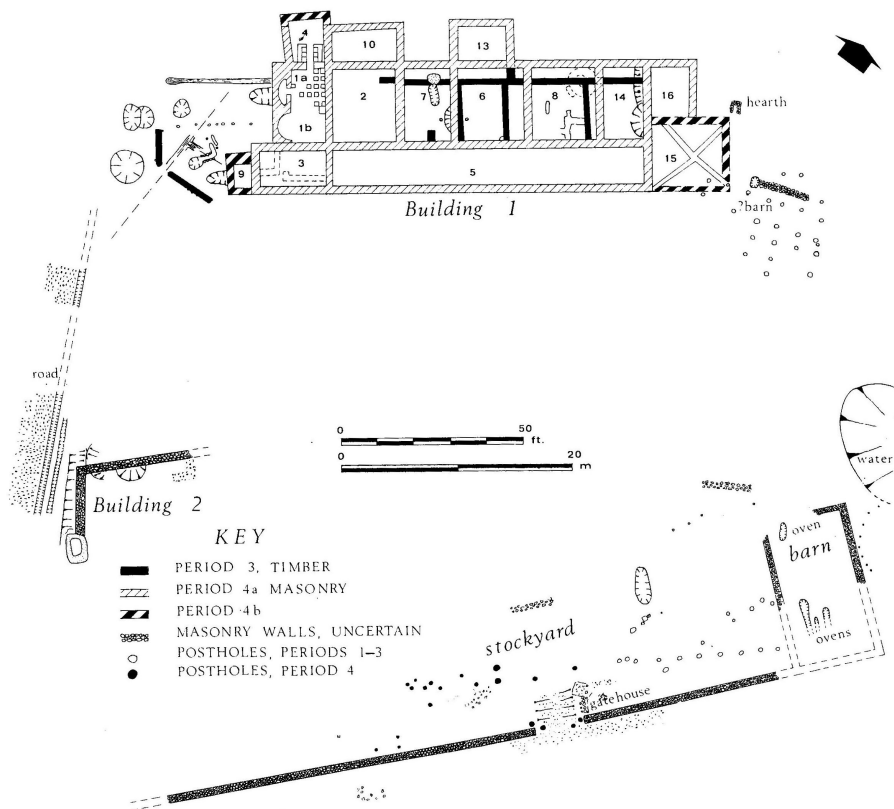 4
10
13
1a
2
7
6
8
14
16
hearth
1b
3
9
5
15
Building 1
?barn
road
0 50
ft.
0 20
m
water
Building 2
KEY
PERIOD 3, TIMBER
PERIOD 4a MASONRY
PERIOD 4b
MASONRY WALLS, UNCERTAIN
POSTHOLES, PERIODS 1–3
POSTHOLES, PERIOD 4
oven
barn
ovens
stockyard
gatehouse